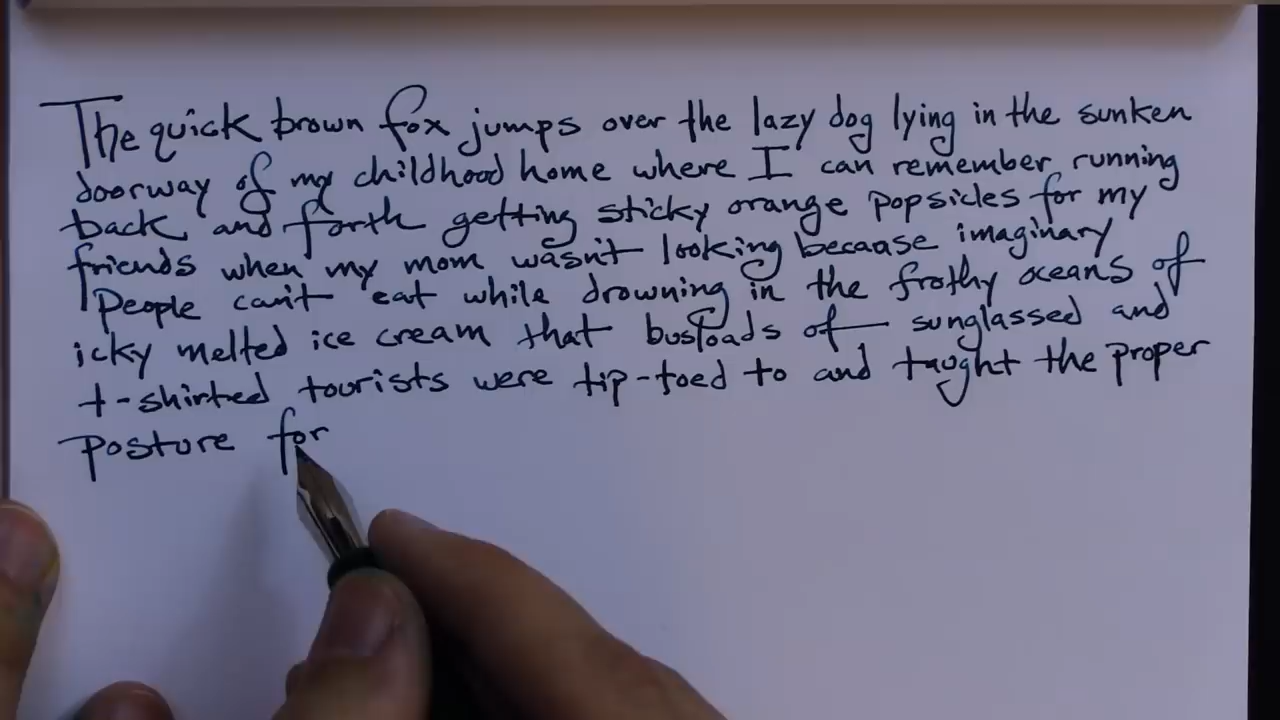 The quick brown fox jumps over the lazy dog lying in the sunken
doorway of my childhood home where I can remember running
back and forth getting sticky orange popsicles for my
friends when my mom wasn't looking because imaginary
People can't eat while drowning in the frothy oceans of
icky melted ice cream that busloads of sunglassed and
t-shirted tourists were tip-toed to and taught the proper
posture for